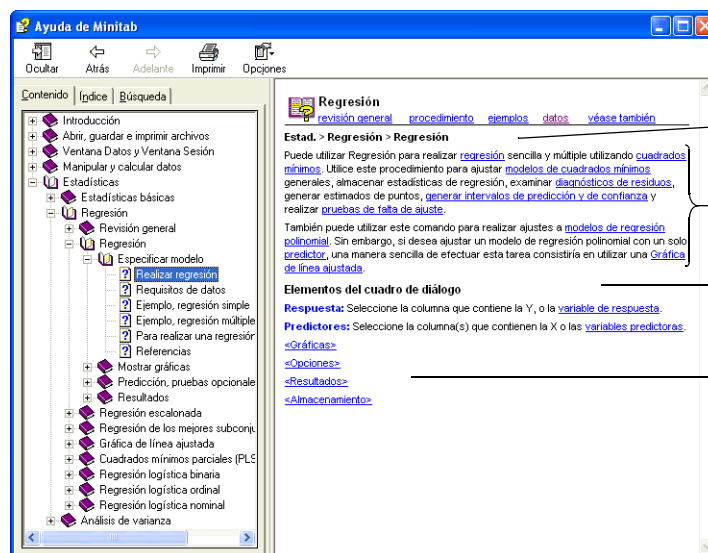 Ayuda de Minitab
Ocultar Atrás Adelante Imprimir Opciones
Contenido Índice Búsqueda
Introducción
Abrir, guardar e imprimir archivos
Ventana Datos y Ventana Sesión
Manipular y calcular datos
Estadísticas
Estadísticas básicas
Regresión
Revisión general
Regresión
Especificar modelo
Realizar regresión
Requisitos de datos
Ejemplo, regresión simple
Ejemplo, regresión múltiple
Para realizar una regresión
Referencias
Mostrar gráficas
Predicción, pruebas opcionale
Resultados
Regresión escalonada
Regresión de los mejores subconju
Gráfica de línea ajustada
Cuadrados mínimos parciales (PLS
Regresión logística binaria
Regresión logística ordinal
Regresión logística nominal
Análisis de varianza
Regresión
revisión general procedimiento ejemplos datos véase también
Estad. > Regresión > Regresión
Puede utilizar Regresión para realizar regresión sencilla y múltiple utilizando cuadrados
mínimos. Utilice este procedimiento para ajustar modelos de cuadrados mínimos
generales, almacenar estadísticas de regresión, examinar diagnósticos de residuos,
generar estimados de puntos, generar intervalos de predicción y de confianza y
realizar pruebas de falta de ajuste.
También puede utilizar este comando para realizar ajustes a modelos de regresión
polinomial. Sin embargo, si desea ajustar un modelo de regresión polinomial con un solo
predictor, una manera sencilla de efectuar esta tarea consistiría en utilizar una Gráfica
de línea ajustada.
Elementos del cuadro de diálogo
Respuesta: Seleccione la columna que contiene la Y, o la variable de respuesta.
Predictores: Seleccione la columna(s) que contienen la X o las variables predictoras.
<Gráficas>
<Opciones>
<Resultados>
<Almacenamiento>